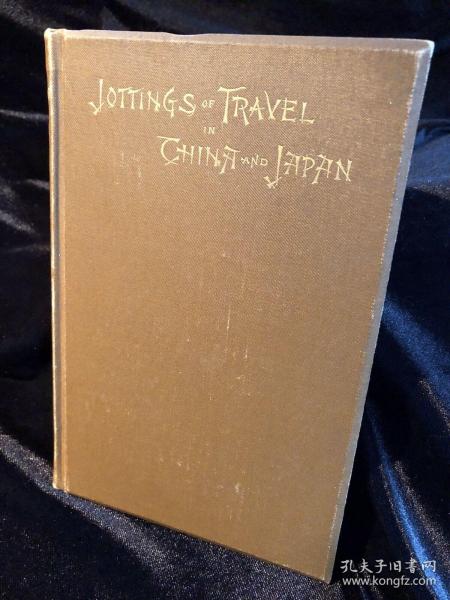 JOTTINGS OF TRAVEL
IN
CHINA AND JAPAN
孔夫子旧书网
www.kongfz.com